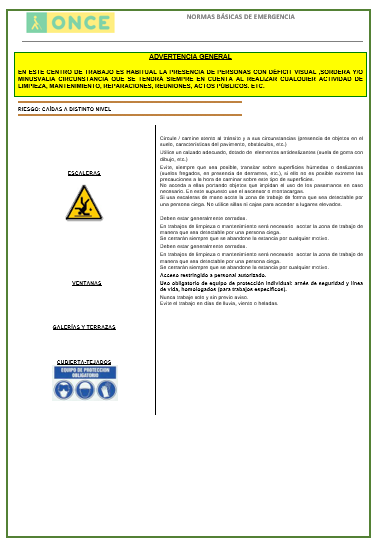 ONCE
NORMAS BÁSICAS DE EMERGENCIA
ADVERTENCIA GENERAL
EN ESTE CENTRO DE TRABAJO ES HABITUAL LA PRESENCIA DE PERSONAS CON DÉFICIT VISUAL ,SORDERA Y/O
MINUSVALIA CIRCUNSTANCIA QUE SE TENDRÁ SIEMPRE EN CUENTA AL REALIZAR CUALQUIER ACTIVIDAD DE
LIMPIEZA, MANTENIMIENTO, REPARACIONES, REUNIONES, ACTOS PÚBLICOS. ETC.
RIESGO: CAÍDAS A DISTINTO NIVEL
ESCALERAS
Circule / camine atento al tránsito y a sus circunstancias (presencia de objetos en el
suelo, características del pavimento, obstáculos, etc.)
Utilice un calzado adecuado, dotado de elementos antideslizantes (suela de goma con
dibujo, etc.)
Evite, siempre que sea posible, transitar sobre superficies húmedas o deslizantes
(suelos fregados, en presencia de derrames, etc.), si ello no es posible extreme las
precauciones a la hora de caminar sobre este tipo de superficies.
No acceda a ellas portando objetos que impidan el uso de los pasamanos en caso
necesario. En este supuesto use el ascensor o montacargas.
Si usa escaleras de mano acote la zona de trabajo de forma que sea detectable por
una persona ciega. No utilice sillas ni cajas para acceder a lugares elevados.
VENTANAS
Deben estar generalmente cerradas.
En trabajos de limpieza o mantenimiento será necesario acotar la zona de trabajo de
manera que sea detectable por una persona ciega.
Se cerrarán siempre que se abandone la estancia por cualquier motivo.
GALERÍAS Y TERRAZAS
Deben estar generalmente cerradas.
En trabajos de limpieza o mantenimiento será necesario acotar la zona de trabajo de
manera que sea detectable por una persona ciega.
Se cerrarán siempre que se abandone la estancia por cualquier motivo.
CUBIERTA-TEJADOS
EQUIPO DE PROTECCIÓN
OBLIGATORIO
Acceso restringido a personal autorizado.
Uso obligatorio de equipo de protección individual: arnés de seguridad y línea
de vida, homologados (para trabajos específicos).
Nunca trabaje solo y sin previo aviso.
Evite el trabajo en días de lluvia, viento o heladas.